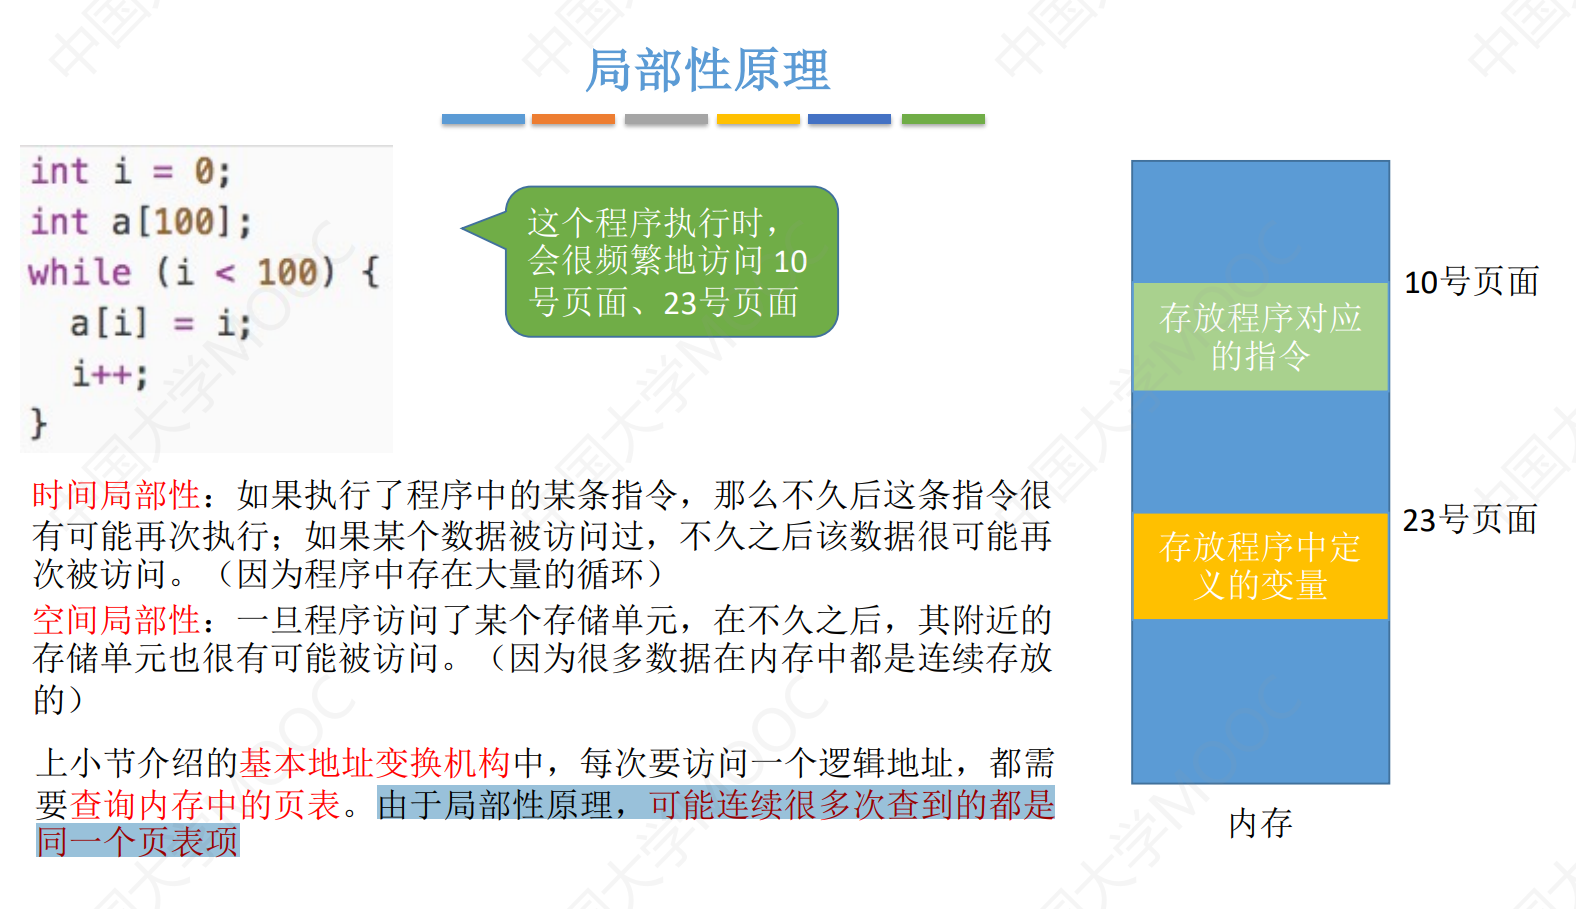 局部性原理
int i = 0;
int a[100];
while (i < 100) {
  a[i] = i;
  i++;
}
这个程序执行时，
会很频繁地访问 10
号页面、23号页面
时间局部性：如果执行了程序中的某条指令，那么不久后这条指令很
有可能再次执行；如果某个数据被访问过，不久之后该数据很可能再
次被访问。（因为程序中存在大量的循环）
空间局部性：一旦程序访问了某个存储单元，在不久之后，其附近的
存储单元也很有可能被访问。（因为很多数据在内存中都是连续存放
的）
上小节介绍的基本地址变换机构中，每次要访问一个逻辑地址，都需
要查询内存中的页表。由于局部性原理，可能连续很多次查到的都是
同一个页表项
10号页面
存放程序对应
的指令
23号页面
存放程序中定
义的变量
内存
中国大学MOOC